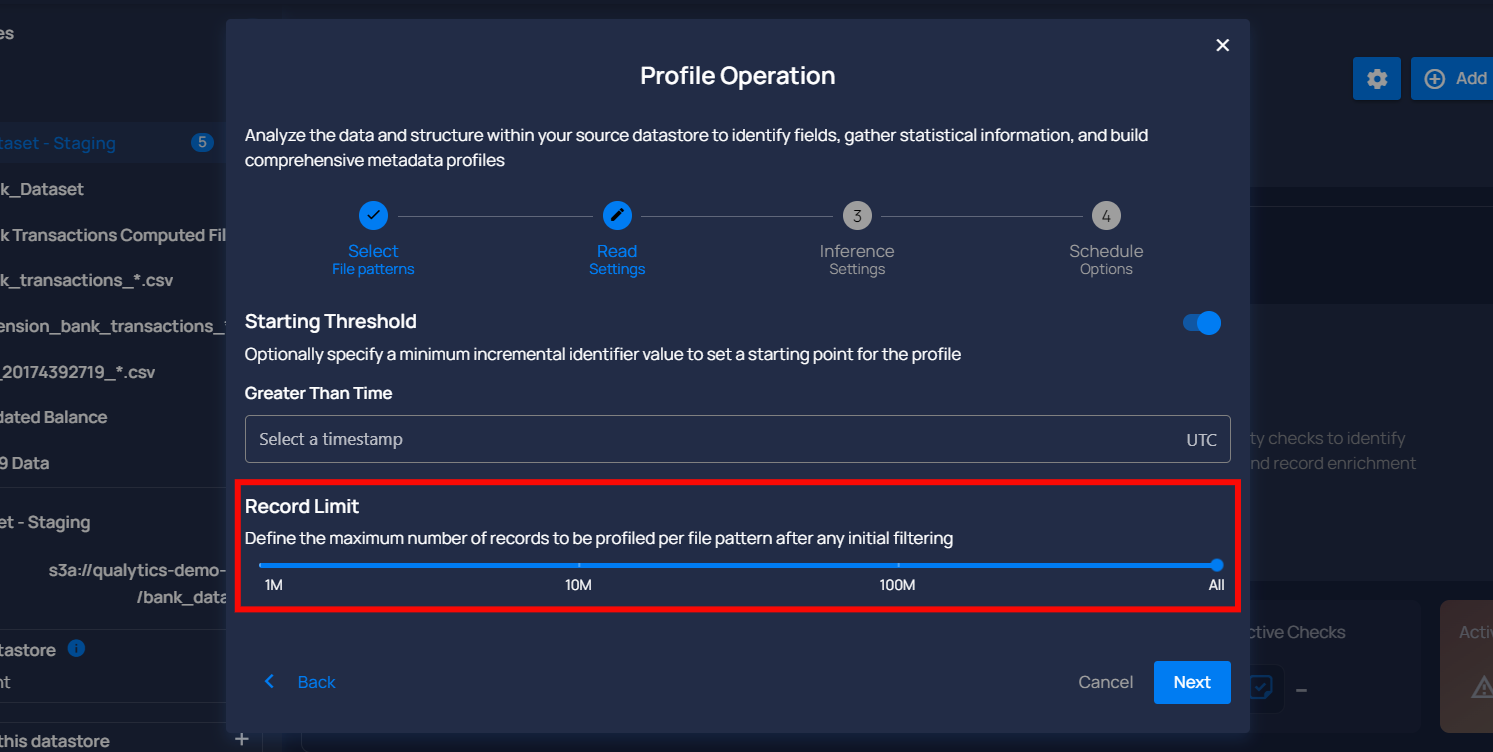 es
Add
taset - Staging
5
k_Dataset
k Transactions Computed Fil
k_transactions_*.csv
ension_bank_transactions_*
_20174392719_*.csv
dated Balance
9 Data
et - Staging
s3a://qualytics-demo-
/bank_data
tastore
nt
this datastore
Profile Operation
Analyze the data and structure within your source datastore to identify fields, gather statistical information, and build
comprehensive metadata profiles
3
4
Select
Read
Inference
Schedule
File patterns
Settings
Settings
Options
Starting Threshold
Optionally specify a minimum incremental identifier value to set a starting point for the profile
Greater Than Time
Select a timestamp
UTC
Record Limit
Define the maximum number of records to be profiled per file pattern after any initial filtering
1M
10M
100M
All
Back
Cancel
Next
ty checks to identify
nd record enrichment
ctive Checks
–
Acti